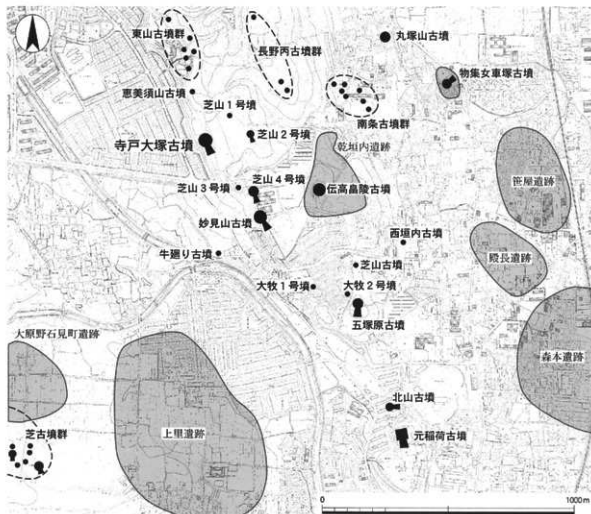 東山古墳群
長野丙古墳群
丸塚山古墳
物集女車塚古墳
恵美須山古墳
芝山1号墳
南条古墳群
寺戸大塚古墳
芝山2号墳
乾垣内遺跡
笹屋遺跡
芝山3号墳
芝山4号墳
伝高畠陵古墳
妙見山古墳
西垣内古墳
殿長遺跡
牛廻り古墳
芝山古墳
大牧1号墳
大牧2号墳
五塚原古墳
大原野石見町遺跡
森本遺跡
北山古墳
上里遺跡
元稲荷古墳
芝古墳群
0
1000m